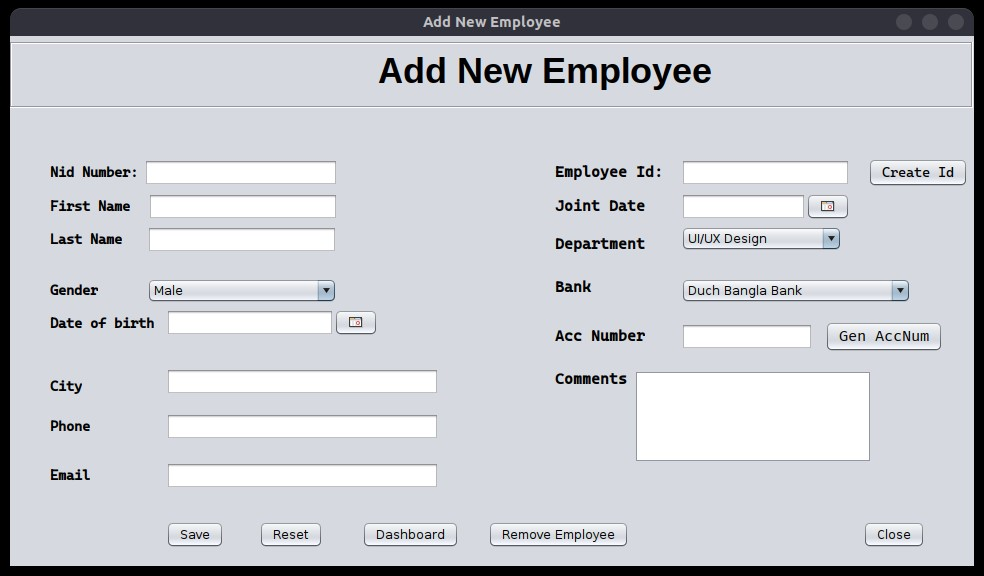 Add New Employee
Add New Employee
Nid Number:
First Name
Last Name
Gender Male
Date of birth
City
Phone
Email
Employee Id: Create Id
Joint Date
Department UI/UX Design
Bank Duch Bangla Bank
Acc Number Gen AccNum
Comments
Save Reset Dashboard Remove Employee Close